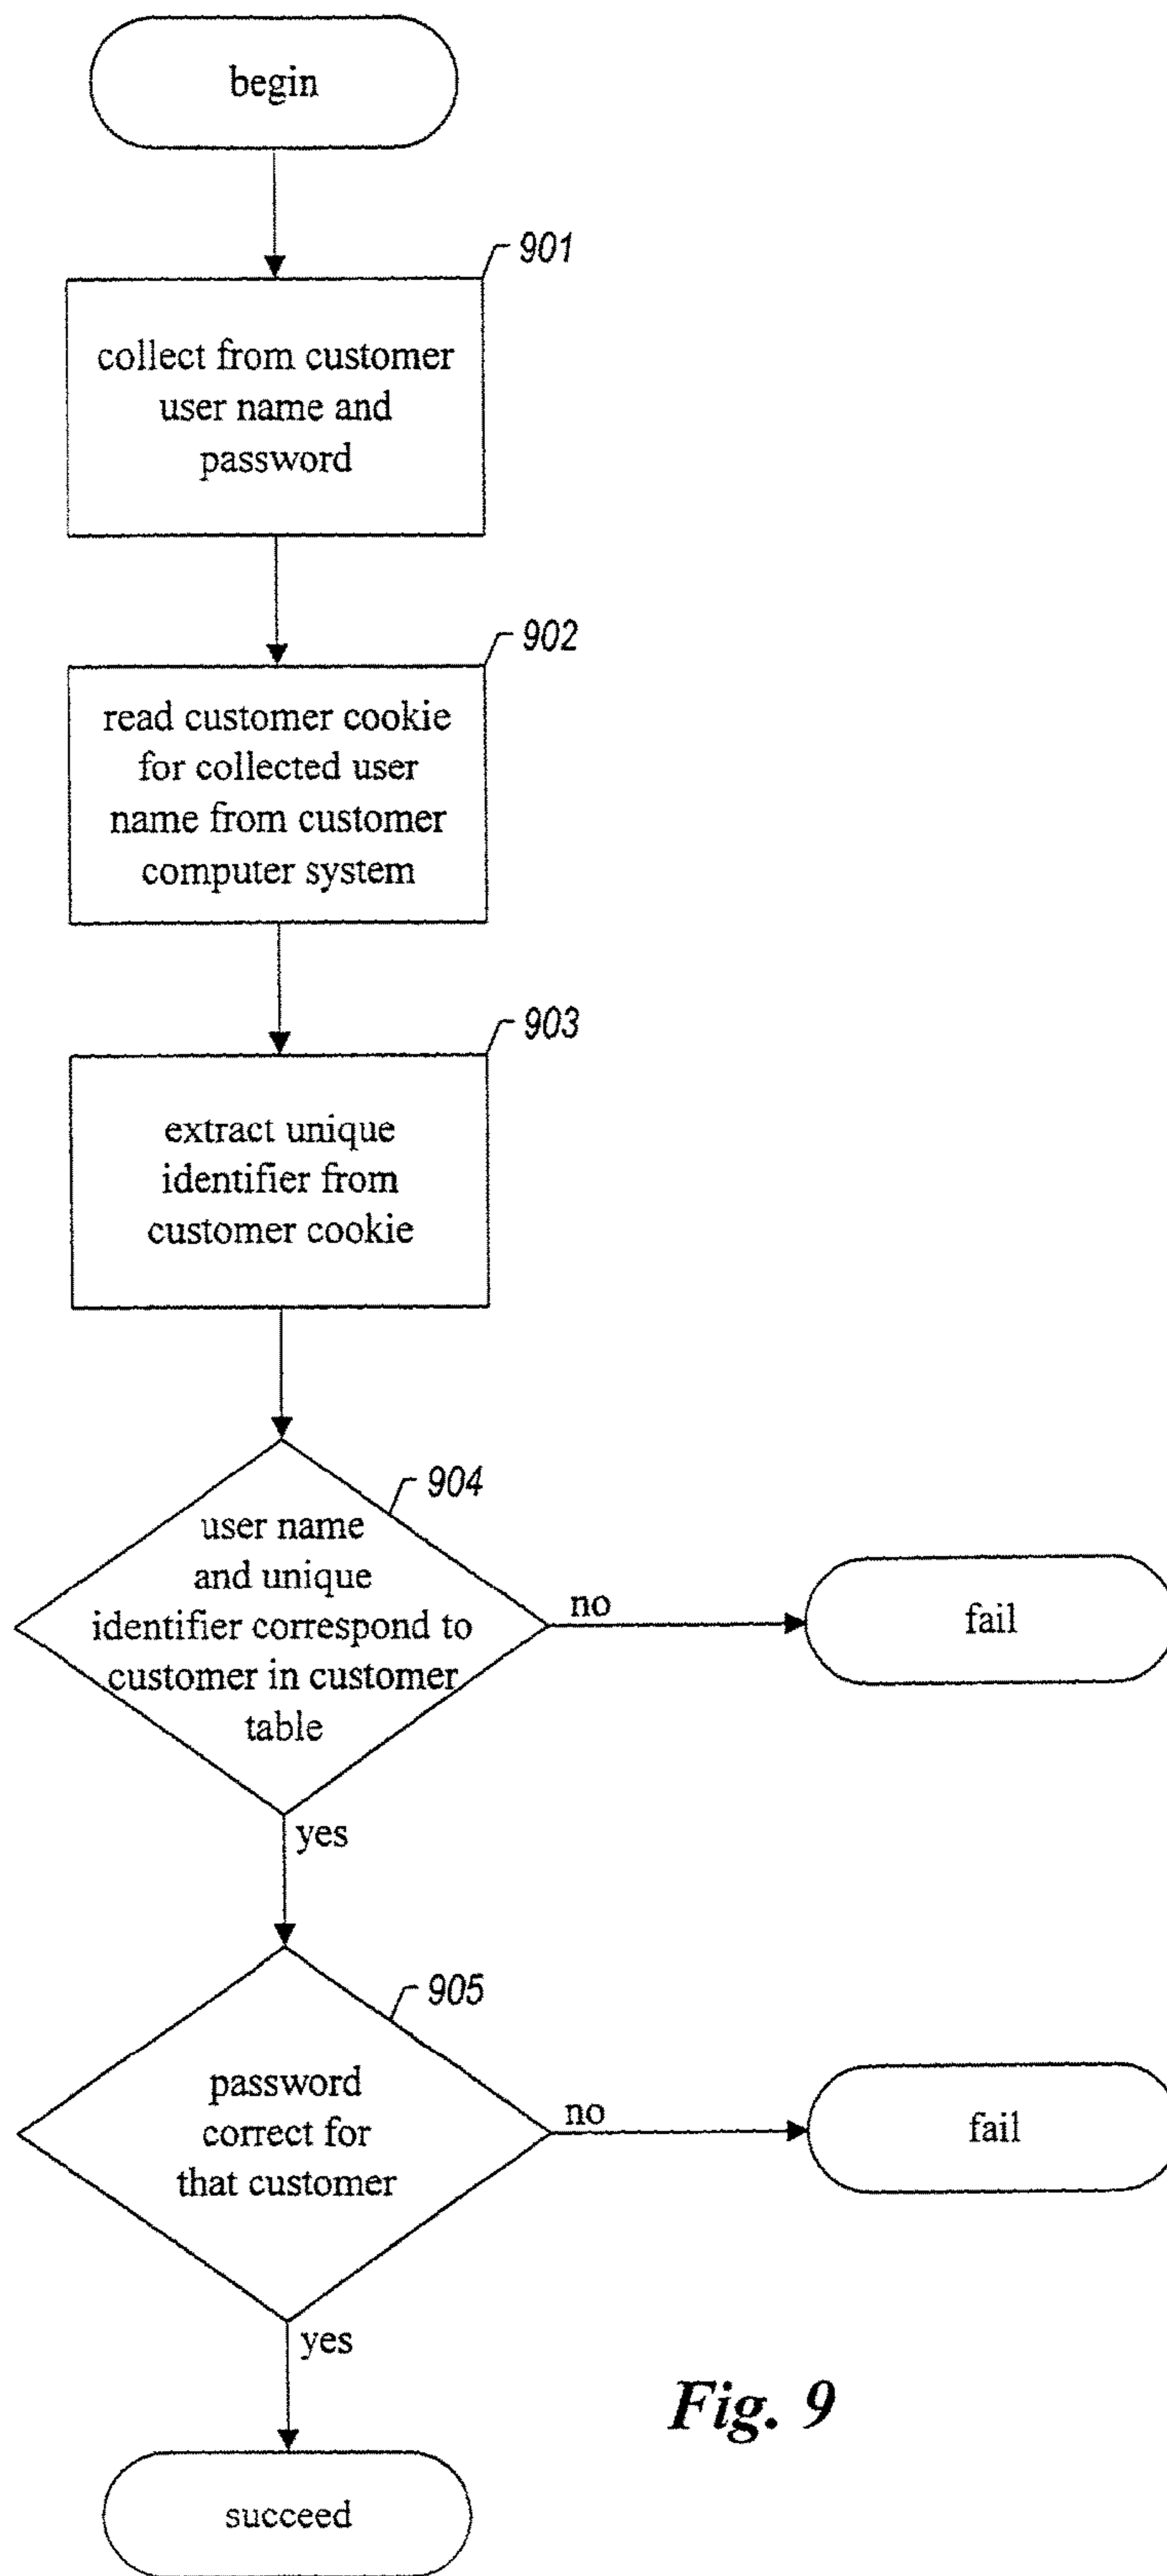 begin
901
collect from customer
user name and
password
902
read customer cookie
for collected user
name from customer
computer system
903
extract unique
identifier from
customer cookie
904
user name
and unique
identifier correspond to
customer in customer
table
no
fail
yes
905
password
correct for
that customer
no
fail
yes
succeed
Fig. 9